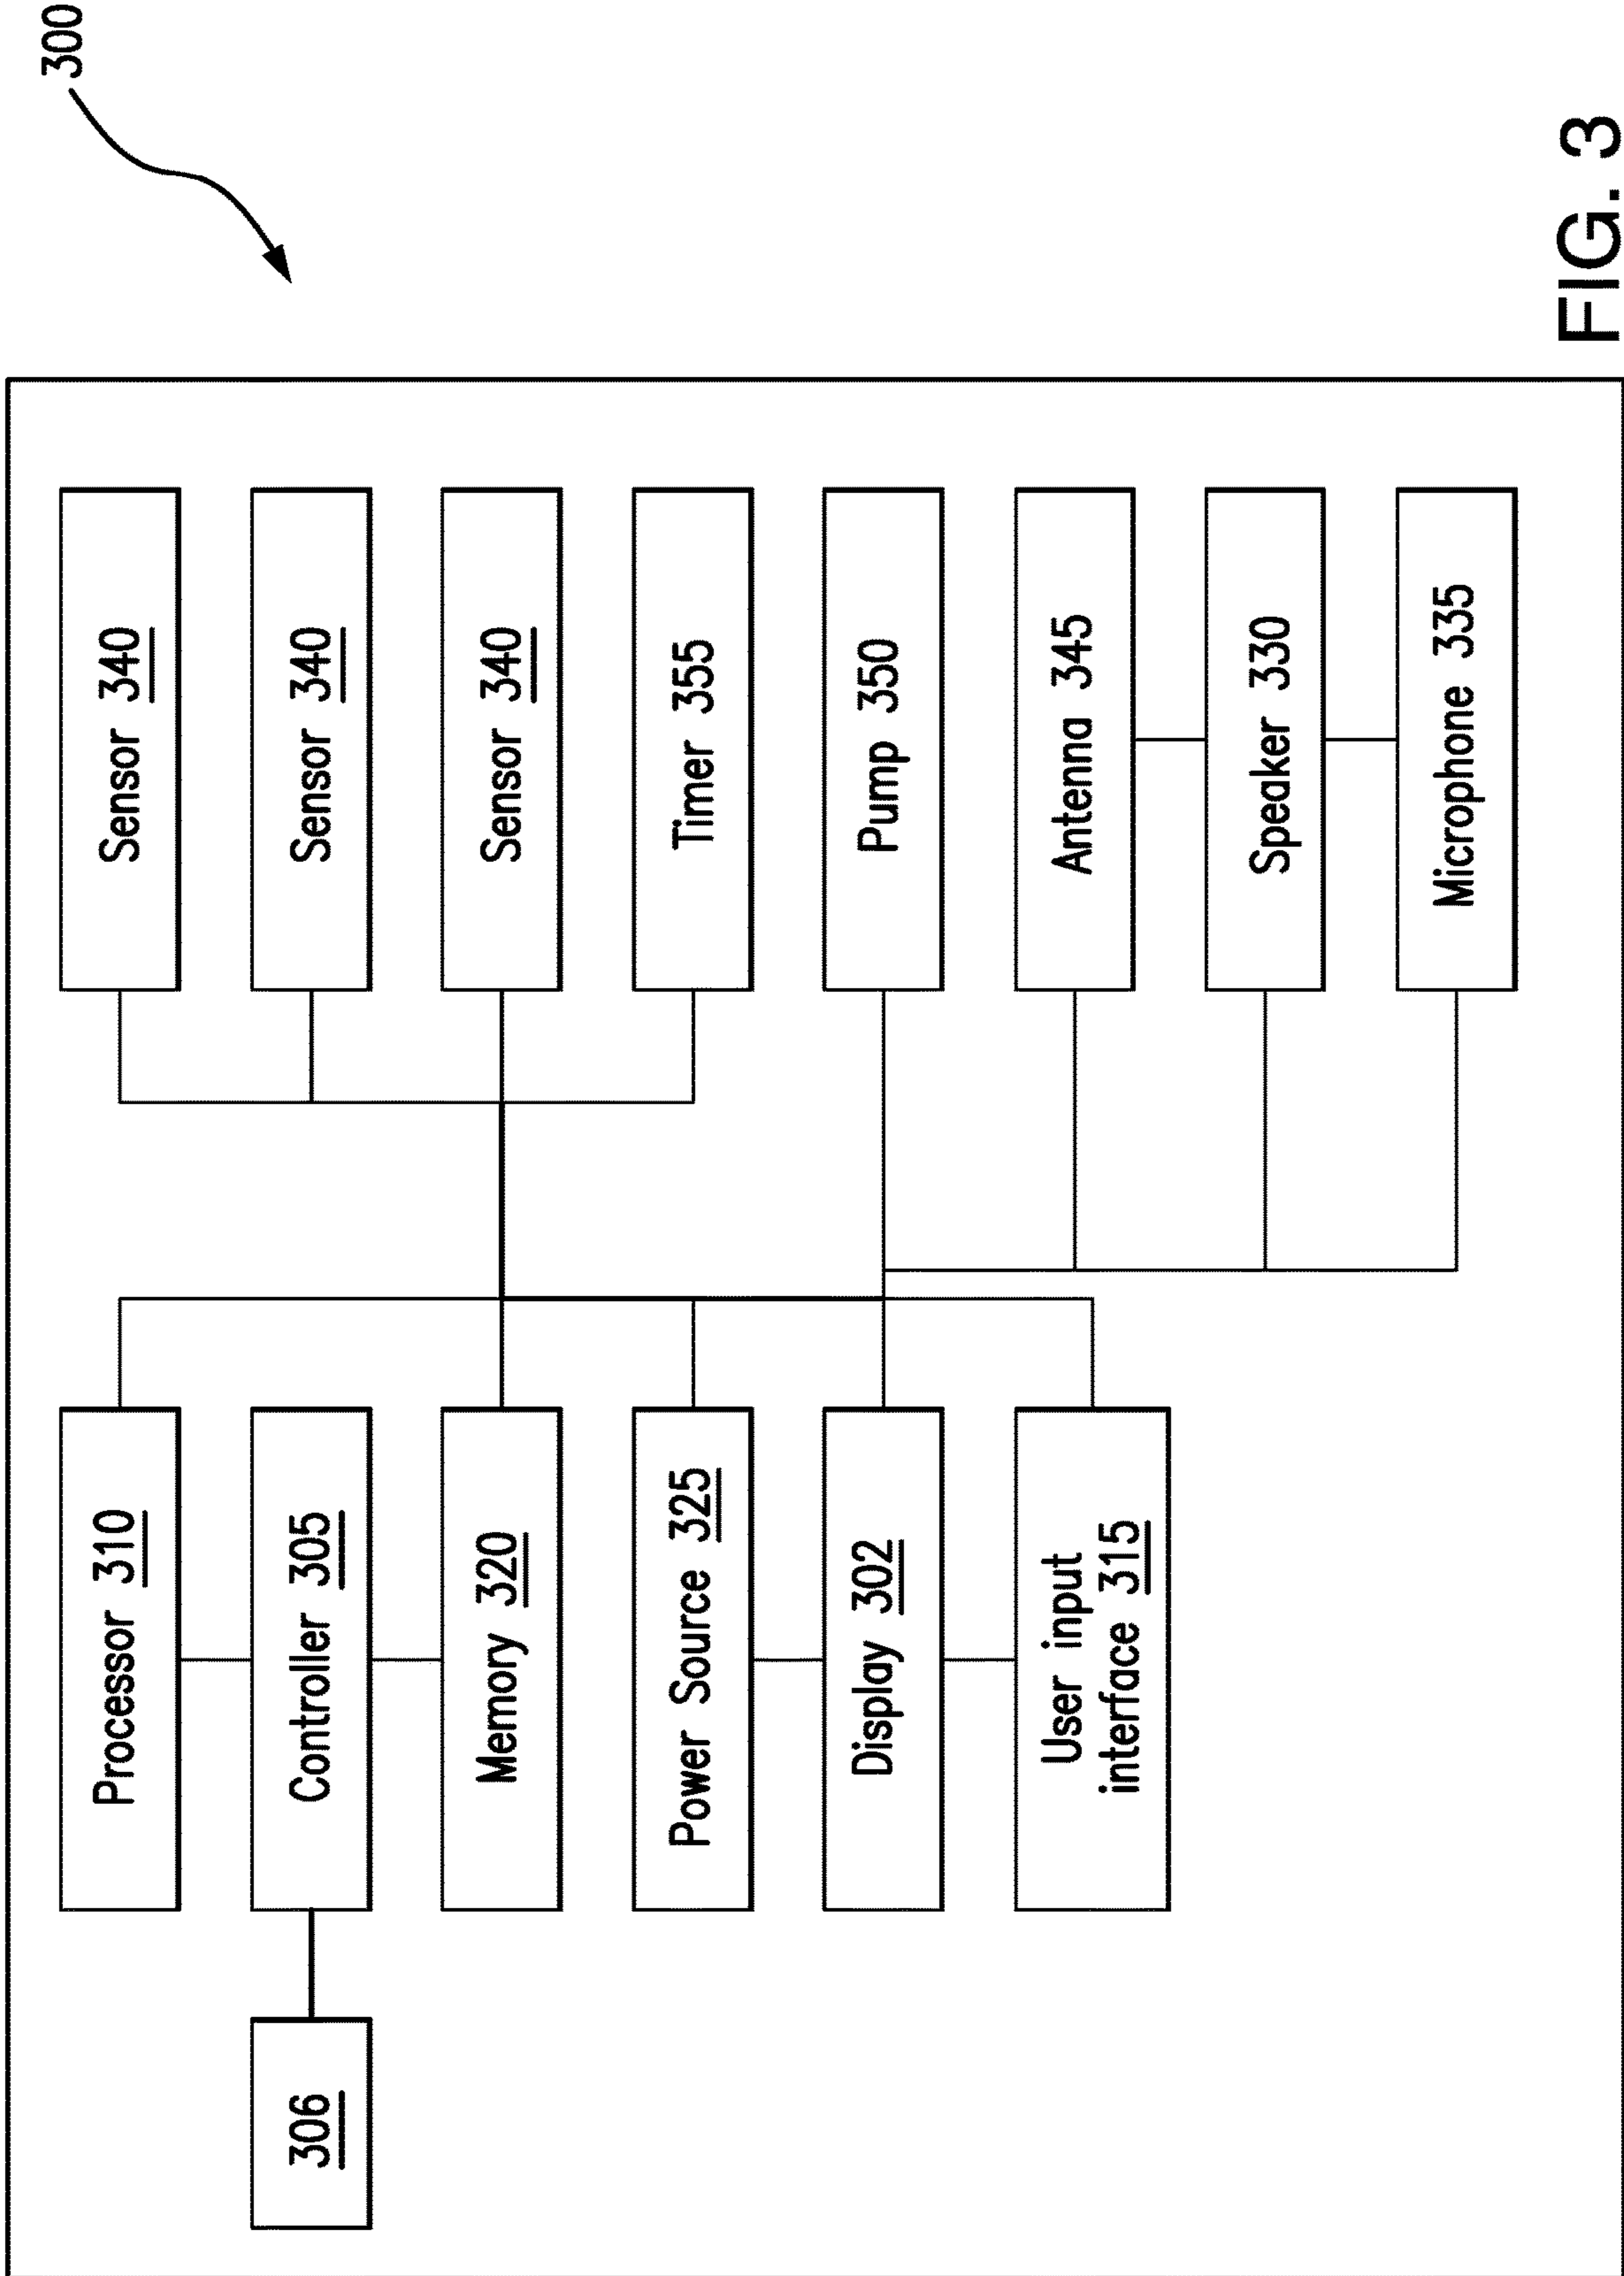 300
306
Processor 310
Controller 305
Memory 320
Power Source 325
Display 302
User input
interface 315
Sensor 340
Sensor 340
Sensor 340
Timer 355
Pump 350
Antenna 345
Speaker 330
Microphone 335
FIG. 3